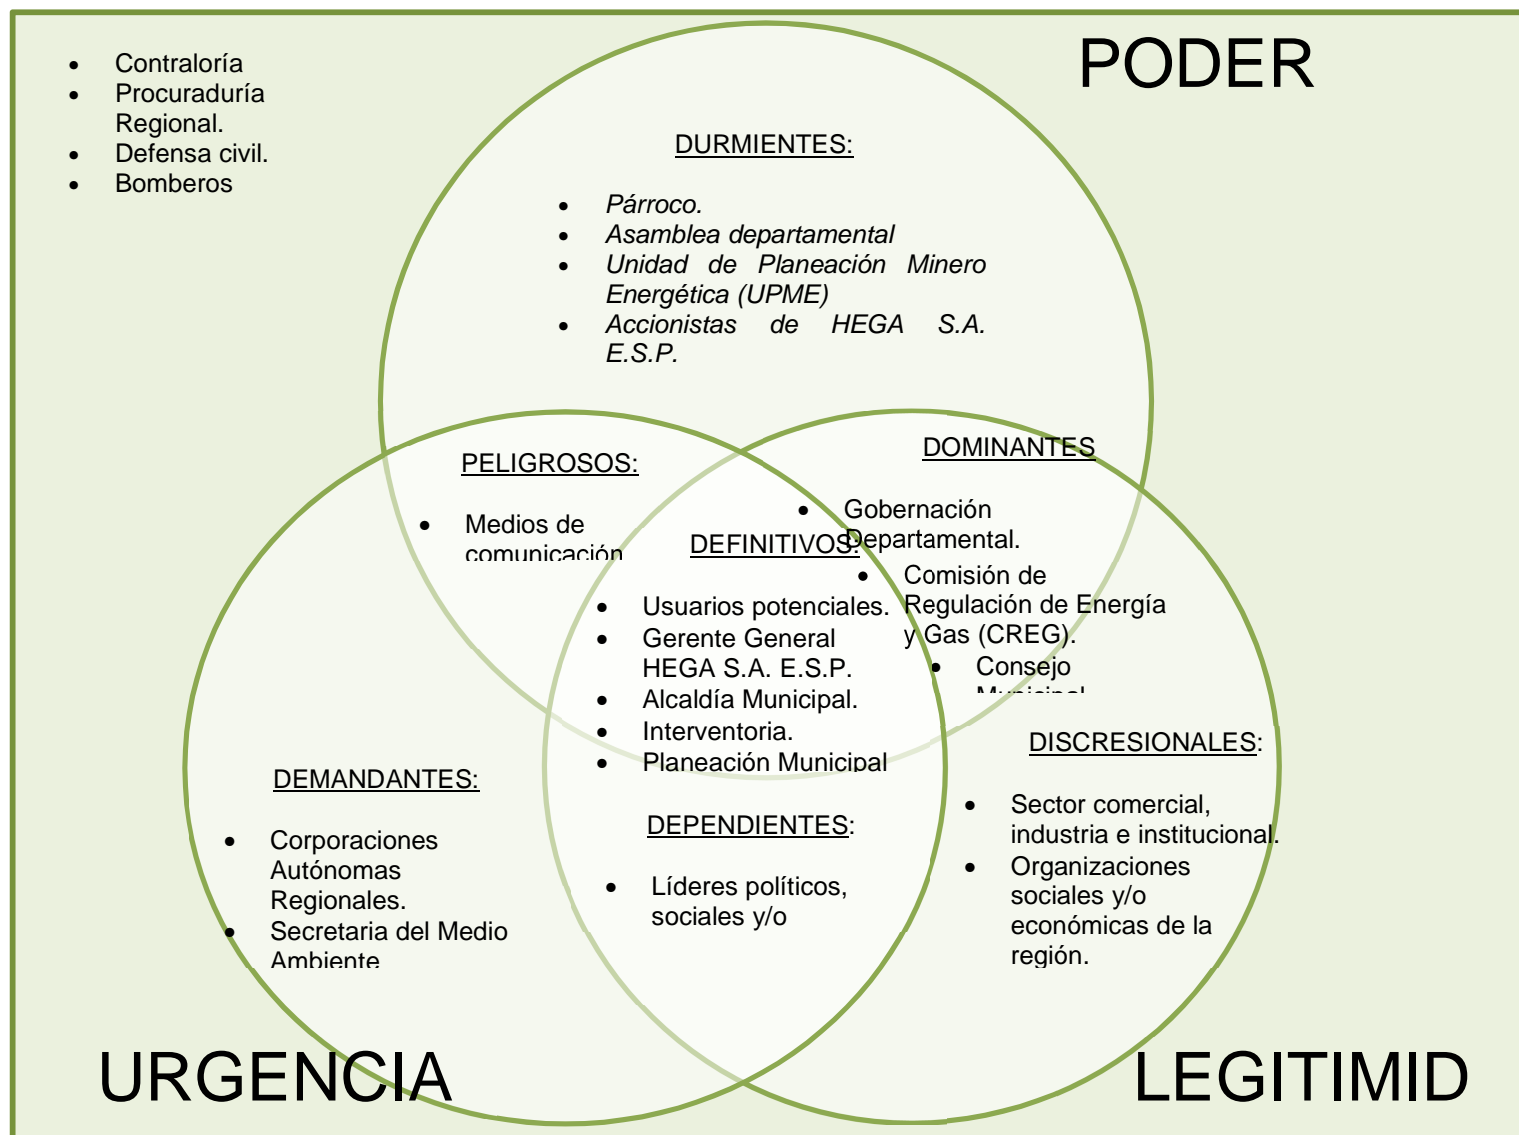 PODER
• Contraloría
• Procuraduría
Regional.
• Defensa civil.
• Bomberos
DURMIENTES:
• Párroco.
• Asamblea departamental
• Unidad de Planeación Minero
Energética (UPME)
• Accionistas de HEGA S.A.
E.S.P.
PELIGROSOS:
• Medios de
comunicación
DOMINANTES
• Gobernación
Departamental.
• Comisión de
Regulación de Energía
y Gas (CREG).
• Consejo
Municipal
DEFINITIVOS:
• Usuarios potenciales.
• Gerente General
HEGA S.A. E.S.P.
• Alcaldía Municipal.
• Interventoria.
• Planeación Municipal
DISCRESIONALES:
• Sector comercial,
industria e institucional.
• Organizaciones
sociales y/o
económicas de la
región.
DEMANDANTES:
• Corporaciones
Autónomas
Regionales.
• Secretaria del Medio
Ambiente
DEPENDIENTES:
• Líderes políticos,
sociales y/o
URGENCIA
LEGITIMID